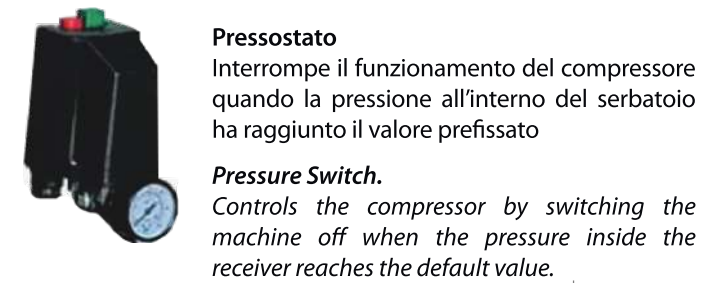 Pressostato
Interrompe il funzionamento del compressore
quando la pressione all'interno del serbatoio
ha raggiunto il valore prefissato
Pressure Switch.
Controls the compressor by switching the
machine off when the pressure inside the
receiver reaches the default value.